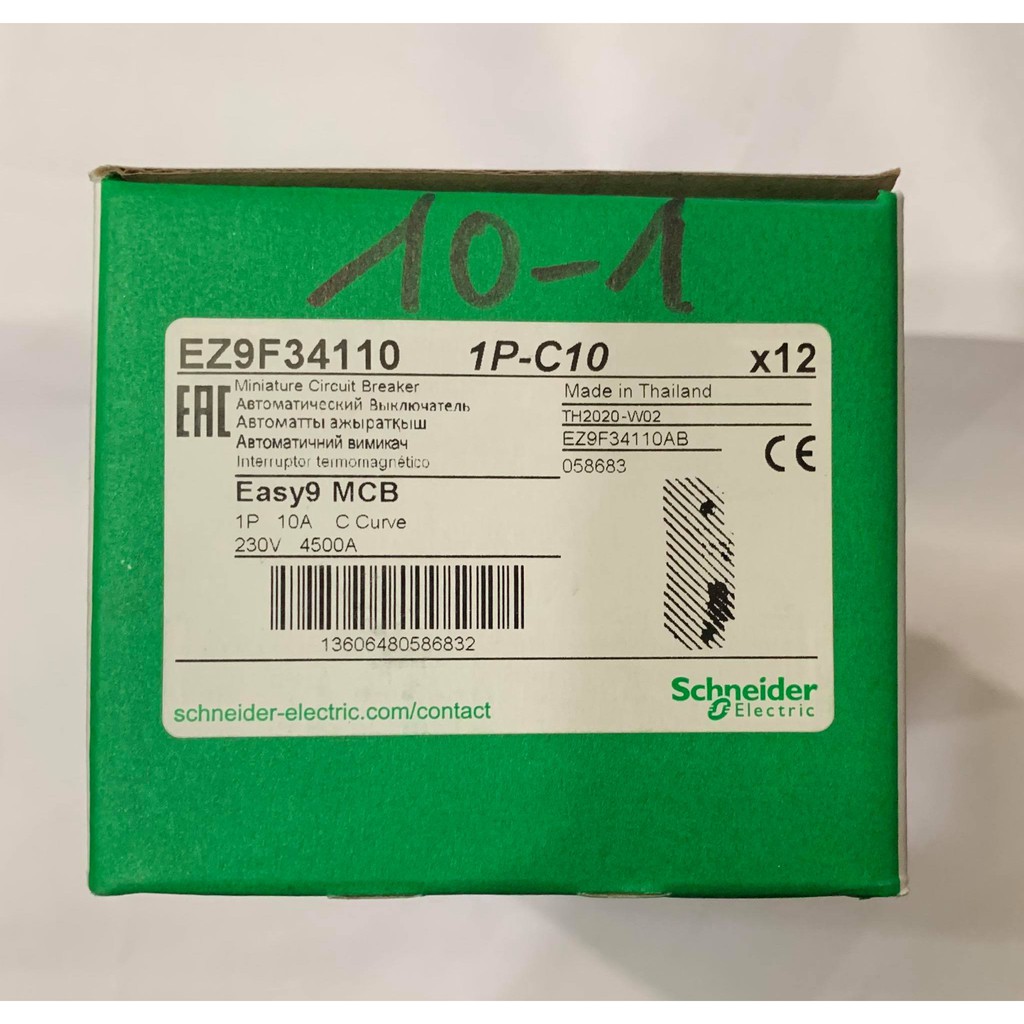 10-1
EZ9F34110 1P-C10 x12
EAC
Miniature Circuit Breaker
Автоматический Выключатель
Автоматты ажыратқыш
Автоматичний вимикач
Interruptor termomagnético
Made in Thailand
TH2020-W02
EZ9F34110AB
058683
CE
Easy9 MCB
1P 10A C Curve
230V 4500A
13606480586832
schneider-electric.com/contact
Schneider
Electric